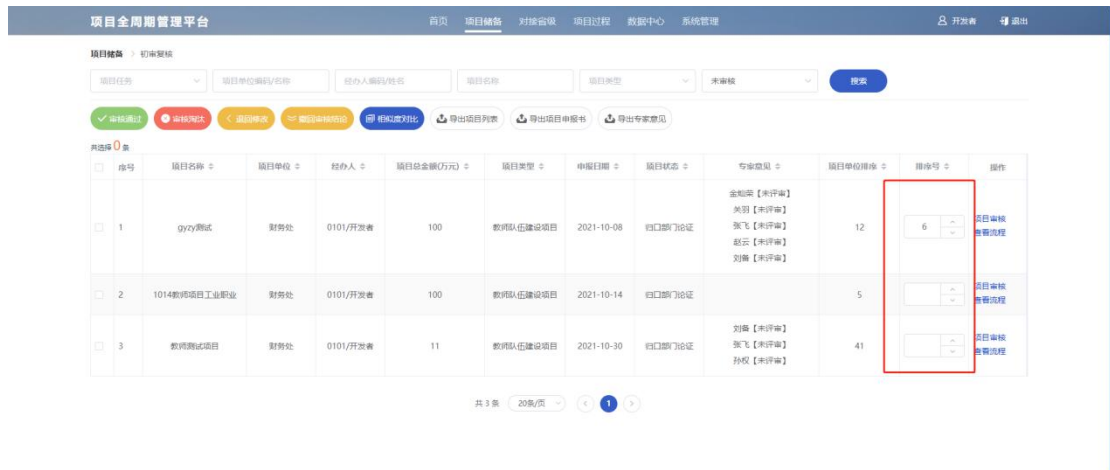 项目全周期管理平台 首页 项目储备 对接省级 项目过程 数据中心 系统管理 开发者 退出
项目储备 > 初审复核
项目任务 项目单位编码/名称 经办人编码/姓名 项目名称 项目类型 未审核 搜索
审核通过 审核淘汰 退回修改 撤回审核结论 相似度对比 导出项目列表 导出项目申报书 导出专家意见
共选择 0 条
序号 项目名称 项目单位 经办人 项目总金额(万元) 项目类型 申报日期 项目状态 专家意见 项目单位排序 排序号 操作
金昭荣【未评审】
关羽【未评审】
1 gyzy测试 财务处 0101/开发者 100 教师队伍建设项目 2021-10-08 归口部门论证 张飞【未评审】 12 6 项目审核
查看流程
赵云【未评审】
刘备【未评审】
2 1014教师项目工业职业 财务处 0101/开发者 100 教师队伍建设项目 2021-10-14 归口部门论证 5 项目审核
查看流程
刘备【未评审】
3 教师测试项目 财务处 0101/开发者 11 教师队伍建设项目 2021-10-30 归口部门论证 张飞【未评审】 41 项目审核
查看流程
孙权【未评审】
共 3 条 20条/页 < 1 >